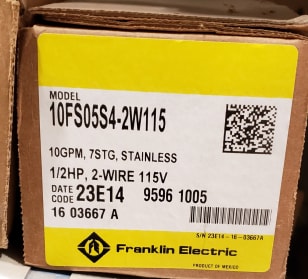 MODEL
10FS05S4-2W115
10GPM, 7STG, STAINLESS
1/2HP, 2-WIRE 115V
DATE CODE 23E14 9596 1005
16 03667 A
S/N 23E14 - 16 - 03667A
Franklin Electric
PRODUCT OF MEXICO